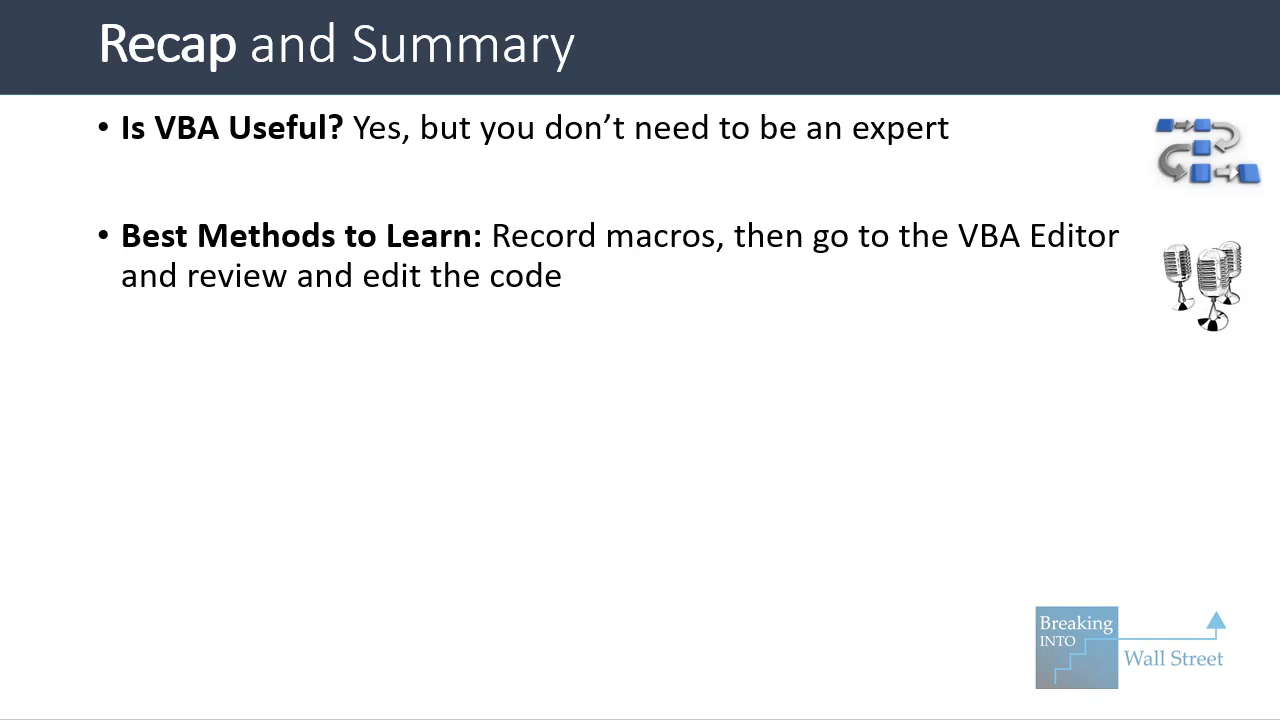 Recap and Summary
• Is VBA Useful? Yes, but you don’t need to be an expert
• Best Methods to Learn: Record macros, then go to the VBA Editor
and review and edit the code
Breaking
INTO
Wall Street